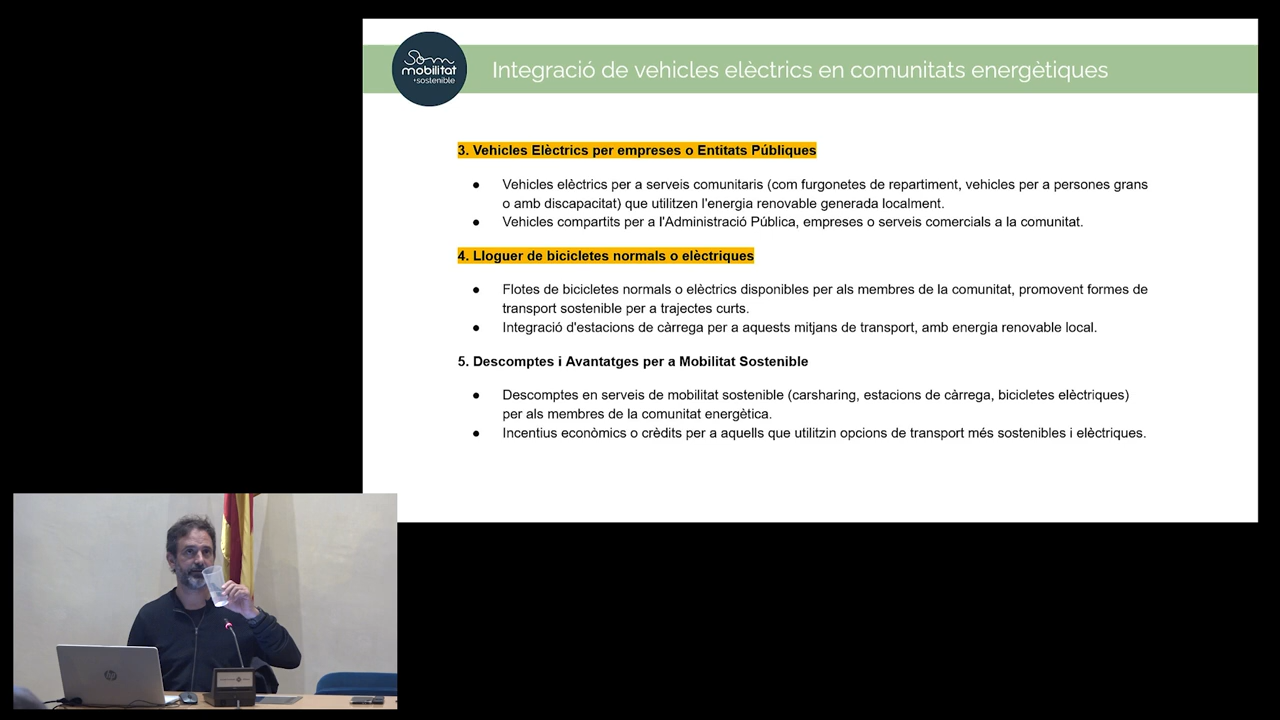 Som
mobilitat
+sostenible
Integració de vehicles elèctrics en comunitats energètiques
3. Vehicles Elèctrics per empreses o Entitats Públiques
● Vehicles elèctrics per a serveis comunitaris (com furgonetes de repartiment, vehicles per a persones grans
o amb discapacitat) que utilitzen l'energia renovable generada localment.
● Vehicles compartits per a l'Administració Pública, empreses o serveis comercials a la comunitat.
4. Lloguer de bicicletes normals o elèctriques
● Flotes de bicicletes normals o elèctrics disponibles per als membres de la comunitat, promovent formes de
transport sostenible per a trajectes curts.
● Integració d'estacions de càrrega per a aquests mitjans de transport, amb energia renovable local.
5. Descomptes i Avantatges per a Mobilitat Sostenible
● Descomptes en serveis de mobilitat sostenible (carsharing, estacions de càrrega, bicicletes elèctriques)
per als membres de la comunitat energètica.
● Incentius econòmics o crèdits per a aquells que utilitzin opcions de transport més sostenibles i elèctriques.
hp